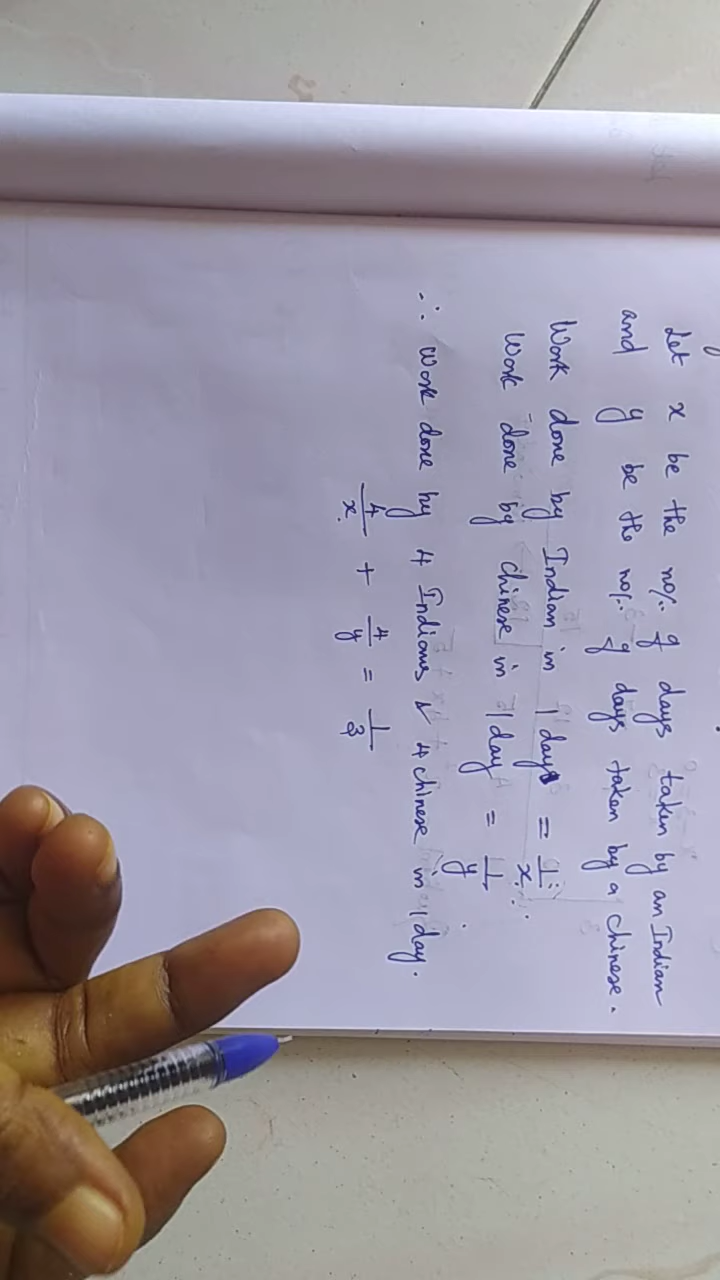 Let x be the no/. of days taken by an Indian
and y be the no/. of days taken by a chinese.
Work done by Indian in 1 day = 1/x.
Work done by chinese in 1 day = 1/y.
∴ Work done by 4 Indians & 4 chinese in 1 day.
4/x + 4/y = 1/3